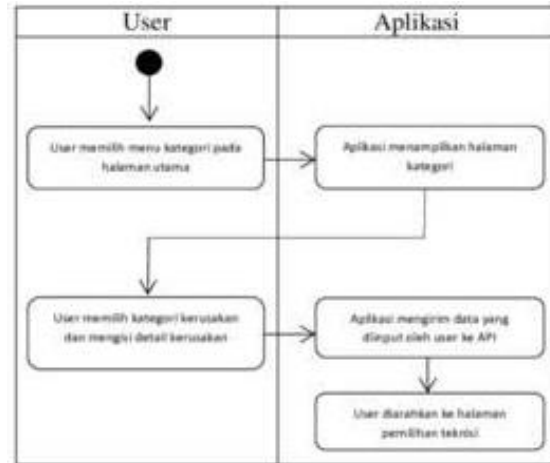 User
Aplikasi
User memilih menu kategori pada
halaman utama
Aplikasi menampilkan halaman
kategori
User memilih kategori kerusakan
dan mengisi detail kerusakan
Aplikasi mengirim data yang
diinput oleh user ke API
User diarahkan ke halaman
pemilihan teknisi